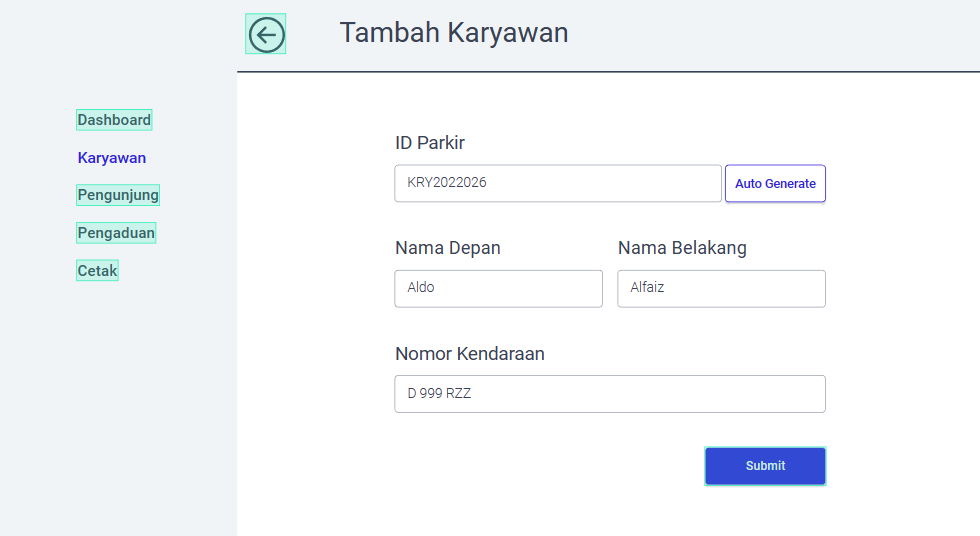 Tambah Karyawan
Dashboard
Karyawan
Pengunjung
Pengaduan
Cetak
ID Parkir
KRY2022026
Auto Generate
Nama Depan
Nama Belakang
Aldo
Alfaiz
Nomor Kendaraan
D 999 RZZ
Submit